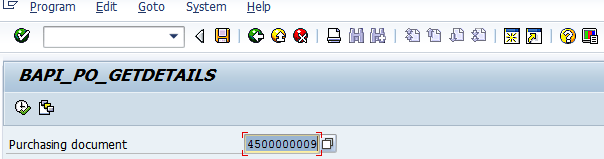 Program Edit Goto System Help
BAPI_PO_GETDETAILS
Purchasing document 4500000009